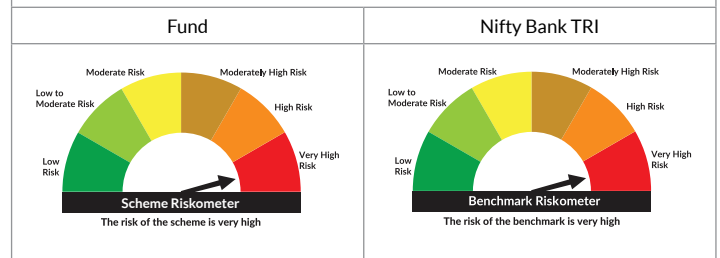 Fund
Nifty Bank TRI
Moderate Risk
Moderately High Risk
Low to
Moderate Risk
High Risk
Low
Risk
Very High
Risk
Scheme Riskometer
The risk of the scheme is very high
Moderate Risk
Moderately High Risk
Low to
Moderate Risk
High Risk
Low
Risk
Very High
Risk
Benchmark Riskometer
The risk of the benchmark is very high